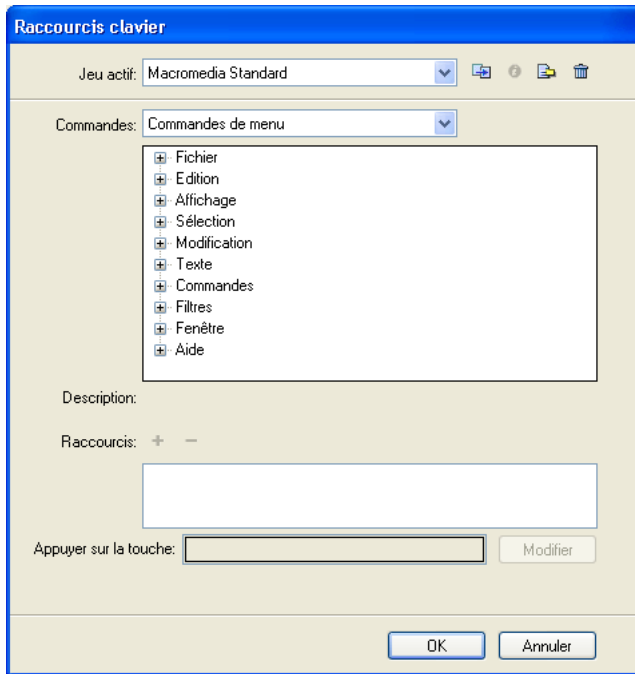 Raccourcis clavier
Jeu actif: Macromedia Standard
Commandes: Commandes de menu
Fichier
Edition
Affichage
Sélection
Modification
Texte
Commandes
Filtres
Fenêtre
Aide
Description:
Raccourcis: + −
Appuyer sur la touche: Modifier
OK Annuler